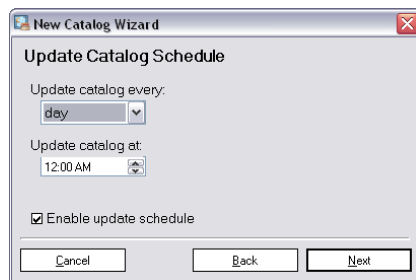 New Catalog Wizard
Update Catalog Schedule
Update catalog every:
day
Update catalog at:
12:00 AM
Enable update schedule
Cancel
Back
Next